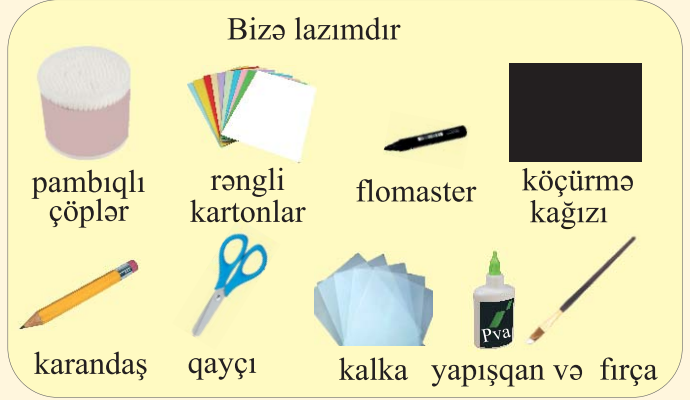 Bizə lazımdır
pambıqlı
çöplər
rəngli
kartonlar
flomaster
köçürmə
kağızı
karandaş
qayçı
kalka
Pva
yapışqan və fırça